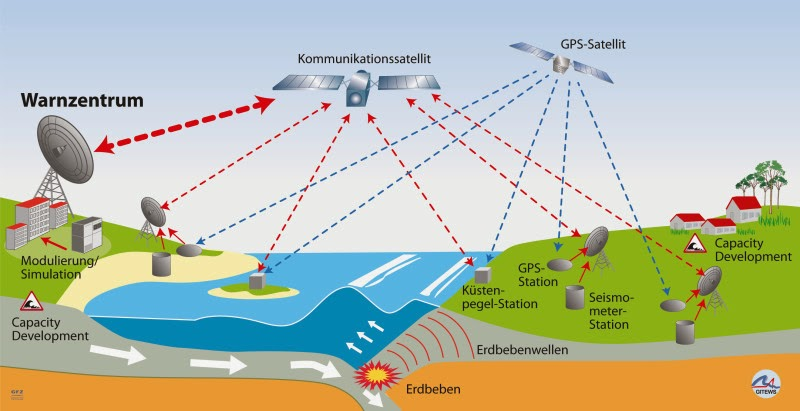 GPS-Satellit
Kommunikationssatellit
Warnzentrum
Modulierung/
Simulation
Capacity
Development
Küsten-
pegel-Station
GPS-
Station
Seismo-
meter-
Station
Capacity
Development
Erdbebenwellen
Erdbeben
GFZ
GITEWS